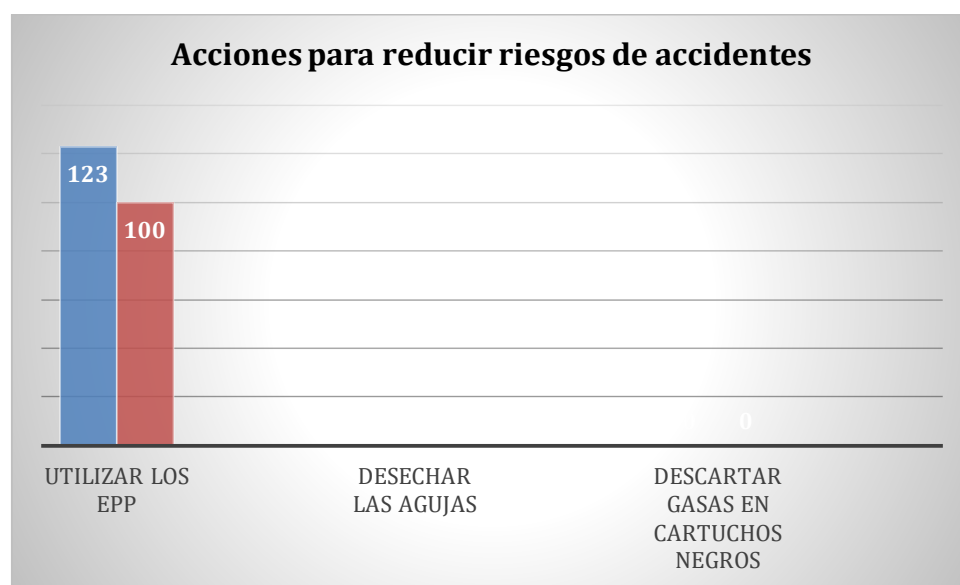 Acciones para reducir riesgos de accidentes
123
100
0
UTILIZAR LOS
EPP
DESECHAR
LAS AGUJAS
DESCARTAR
GASAS EN
CARTUCHOS
NEGROS